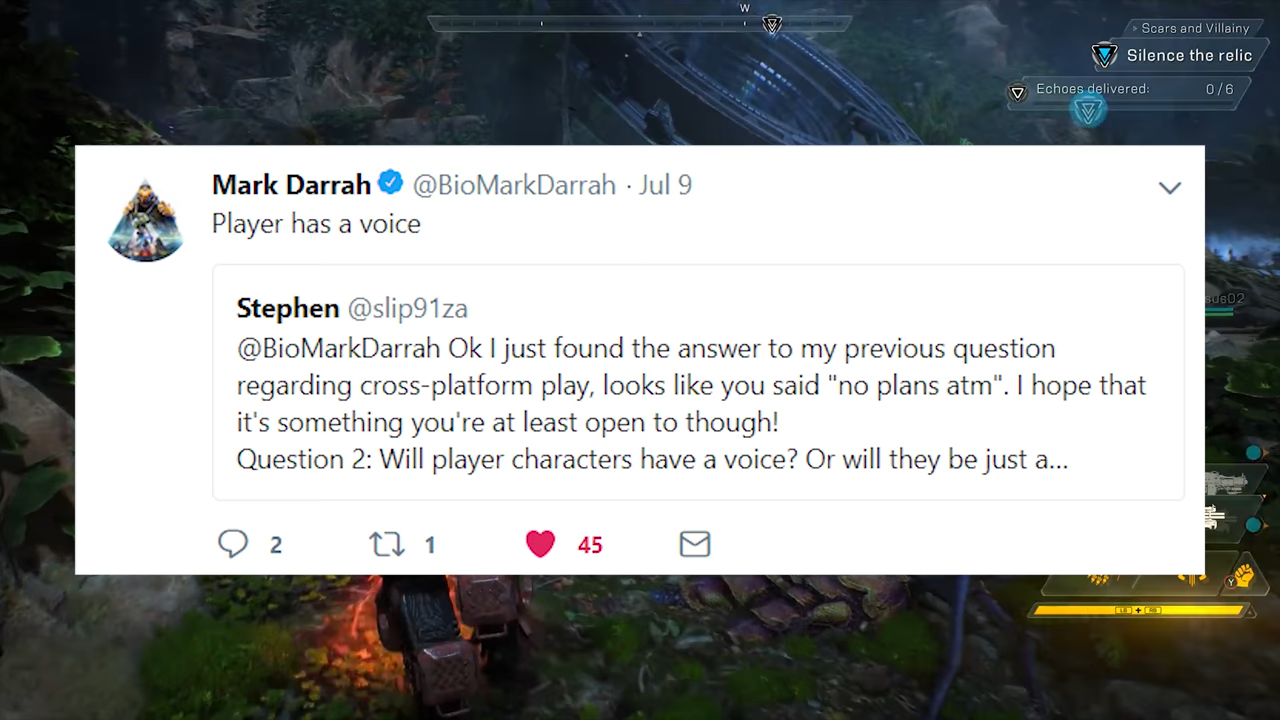 W
Scars and Villainy
Silence the relic
Echoes delivered: 0 / 6
Mark Darrah @BioMarkDarrah · Jul 9
Player has a voice
Stephen @slip91za
@BioMarkDarrah Ok I just found the answer to my previous question
regarding cross-platform play, looks like you said "no plans atm". I hope that
it's something you're at least open to though!
Question 2: Will player characters have a voice? Or will they be just a...
2 1 45
Y
LB + RB